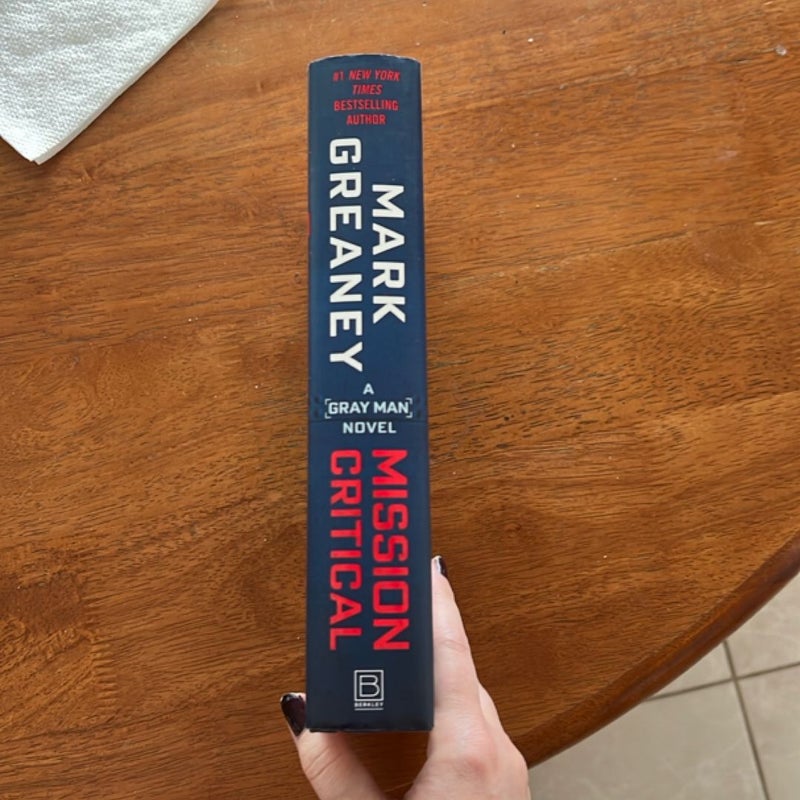 #1 NEW YORK
TIMES
BESTSELLING
AUTHOR
MARK
GREANEY
A
[GRAY MAN]
NOVEL
MISSION
CRITICAL
B
BERKLEY